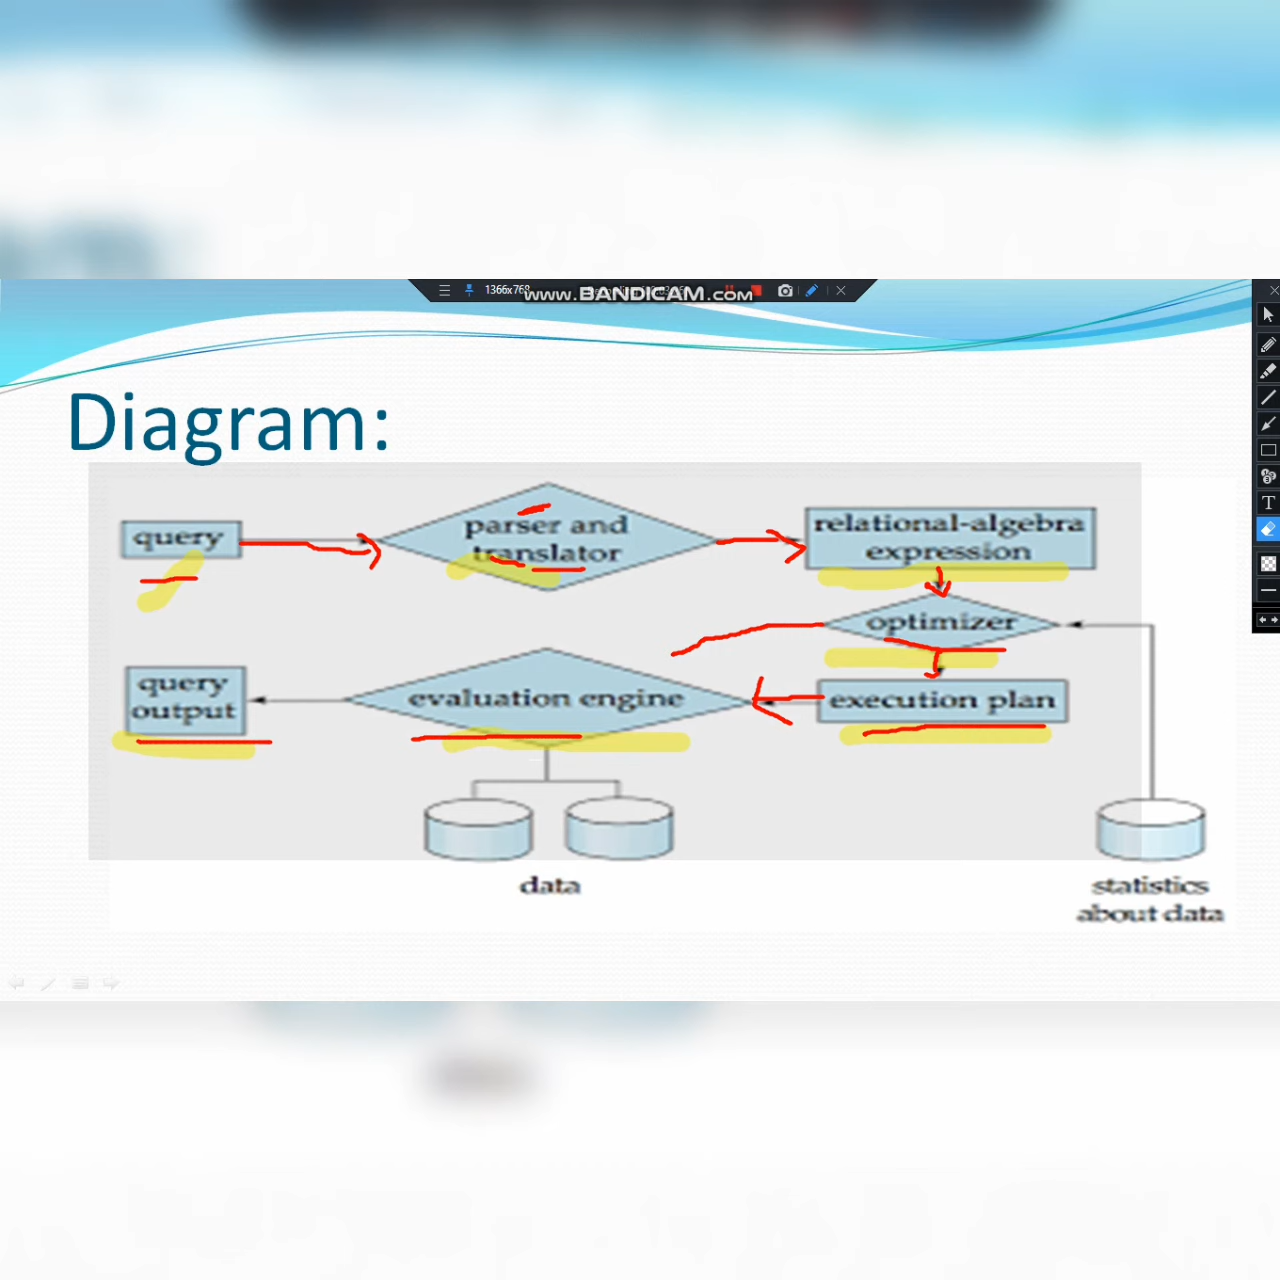 1366x768
www.BANDICAM.com
Diagram:
query
parser and
translator
relational-algebra
expression
optimizer
query
output
evaluation engine
execution plan
data
statistics
about data
T